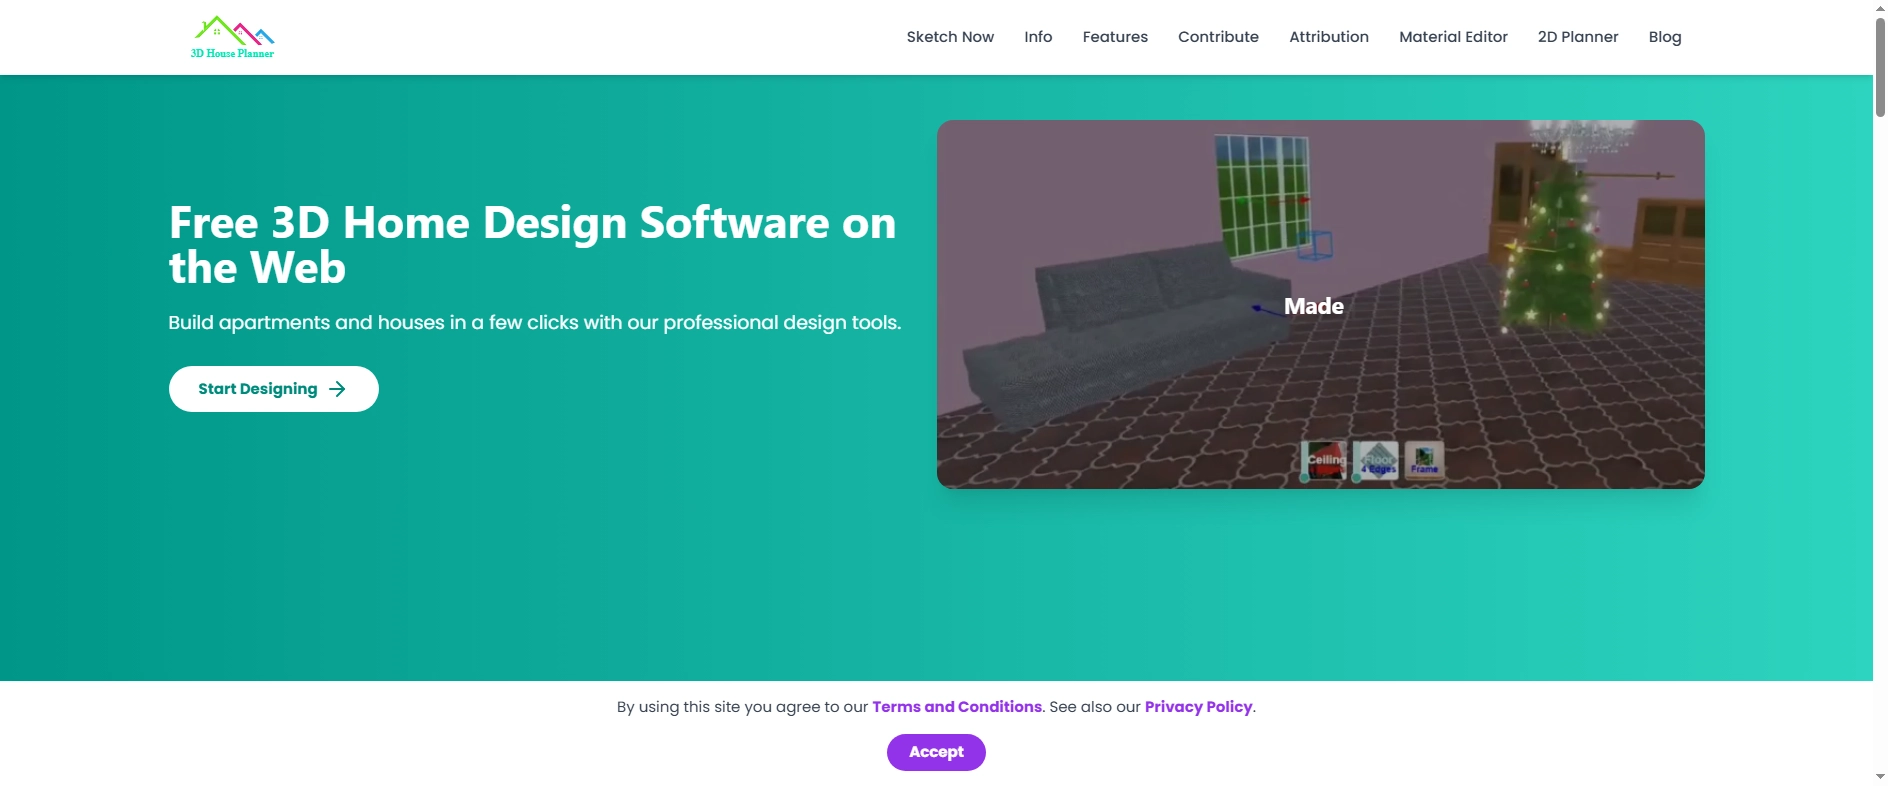 3D House Planner
Sketch Now
Info
Features
Contribute
Attribution
Material Editor
2D Planner
Blog
Free 3D Home Design Software on
the Web
Build apartments and houses in a few clicks with our professional design tools.
Start Designing
Made
Ceiling
Floor
4 Edges
Frame
By using this site you agree to our Terms and Conditions. See also our Privacy Policy.
Accept